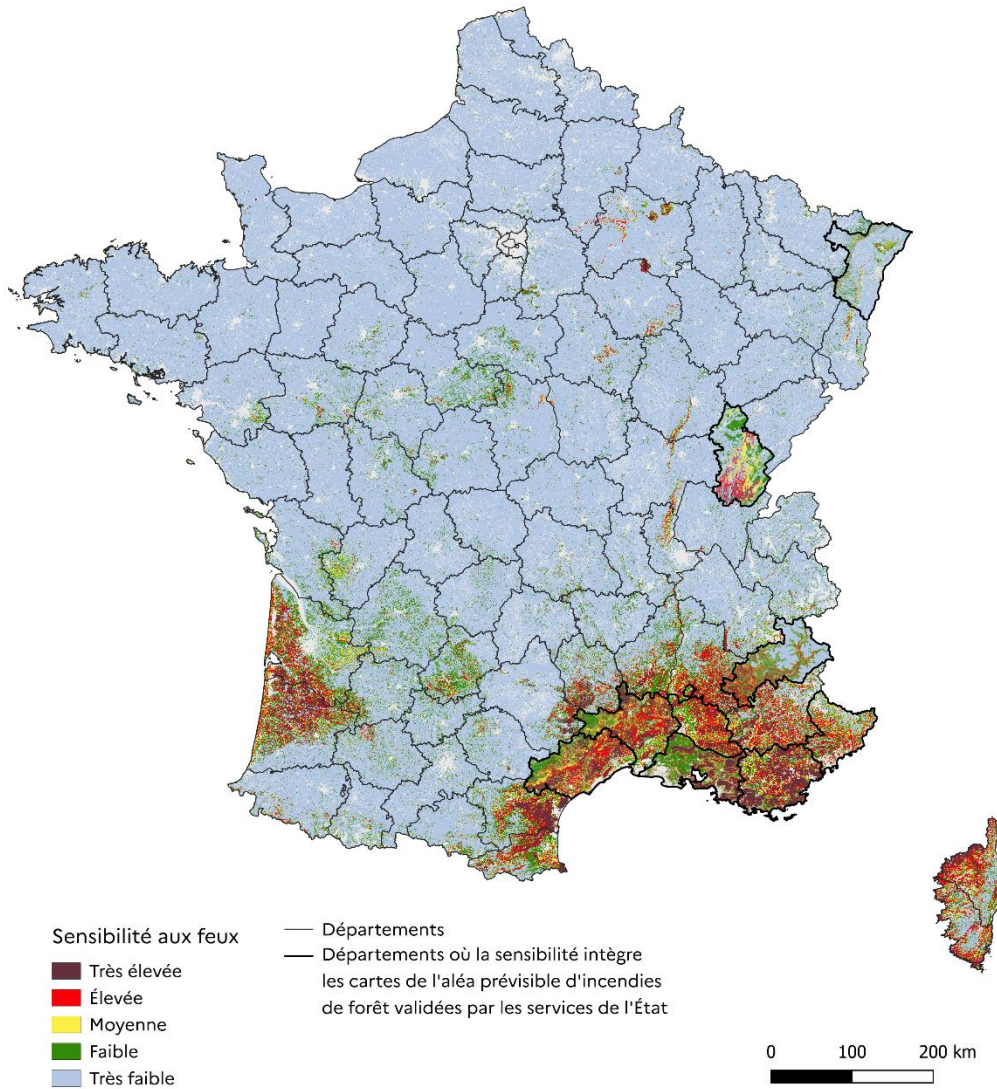 Sensibilité aux feux
Très élevée
Élevée
Moyenne
Faible
Très faible
Départements
Départements où la sensibilité intègre
les cartes de l'aléa prévisible d'incendies
de forêt validées par les services de l'État
0 100 200 km